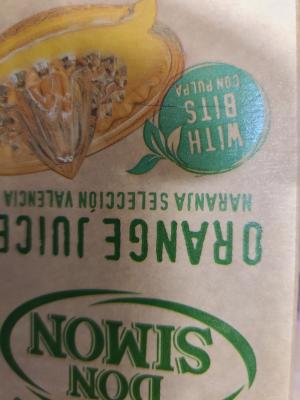 DON
SIMON
ORANGE JUICE
NARANJA SELECCIÓN VALENCIA
WITH
BITS
CON PULPA